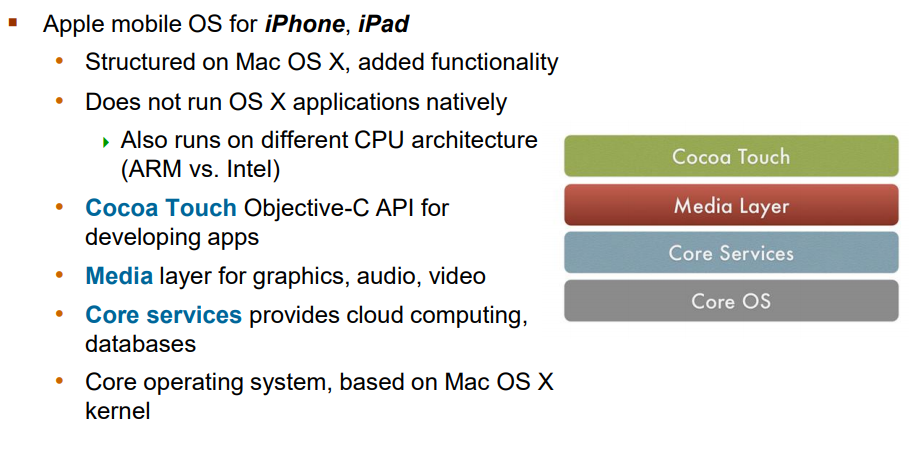 Apple mobile OS for iPhone, iPad
Structured on Mac OS X, added functionality
Does not run OS X applications natively
Also runs on different CPU architecture
(ARM vs. Intel)
Cocoa Touch Objective-C API for
developing apps
Media layer for graphics, audio, video
Core services provides cloud computing,
databases
Core operating system, based on Mac OS X
kernel
Cocoa Touch
Media Layer
Core Services
Core OS